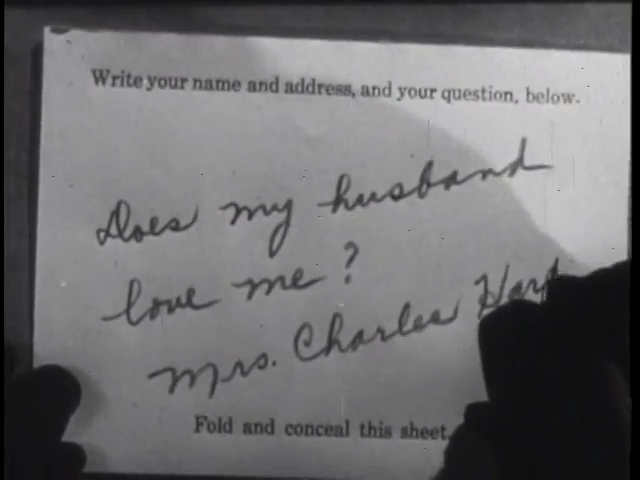 Write your name and address, and your question, below.
Does my husband
love me?
Mrs. Charles
Fold and conceal this sheet.